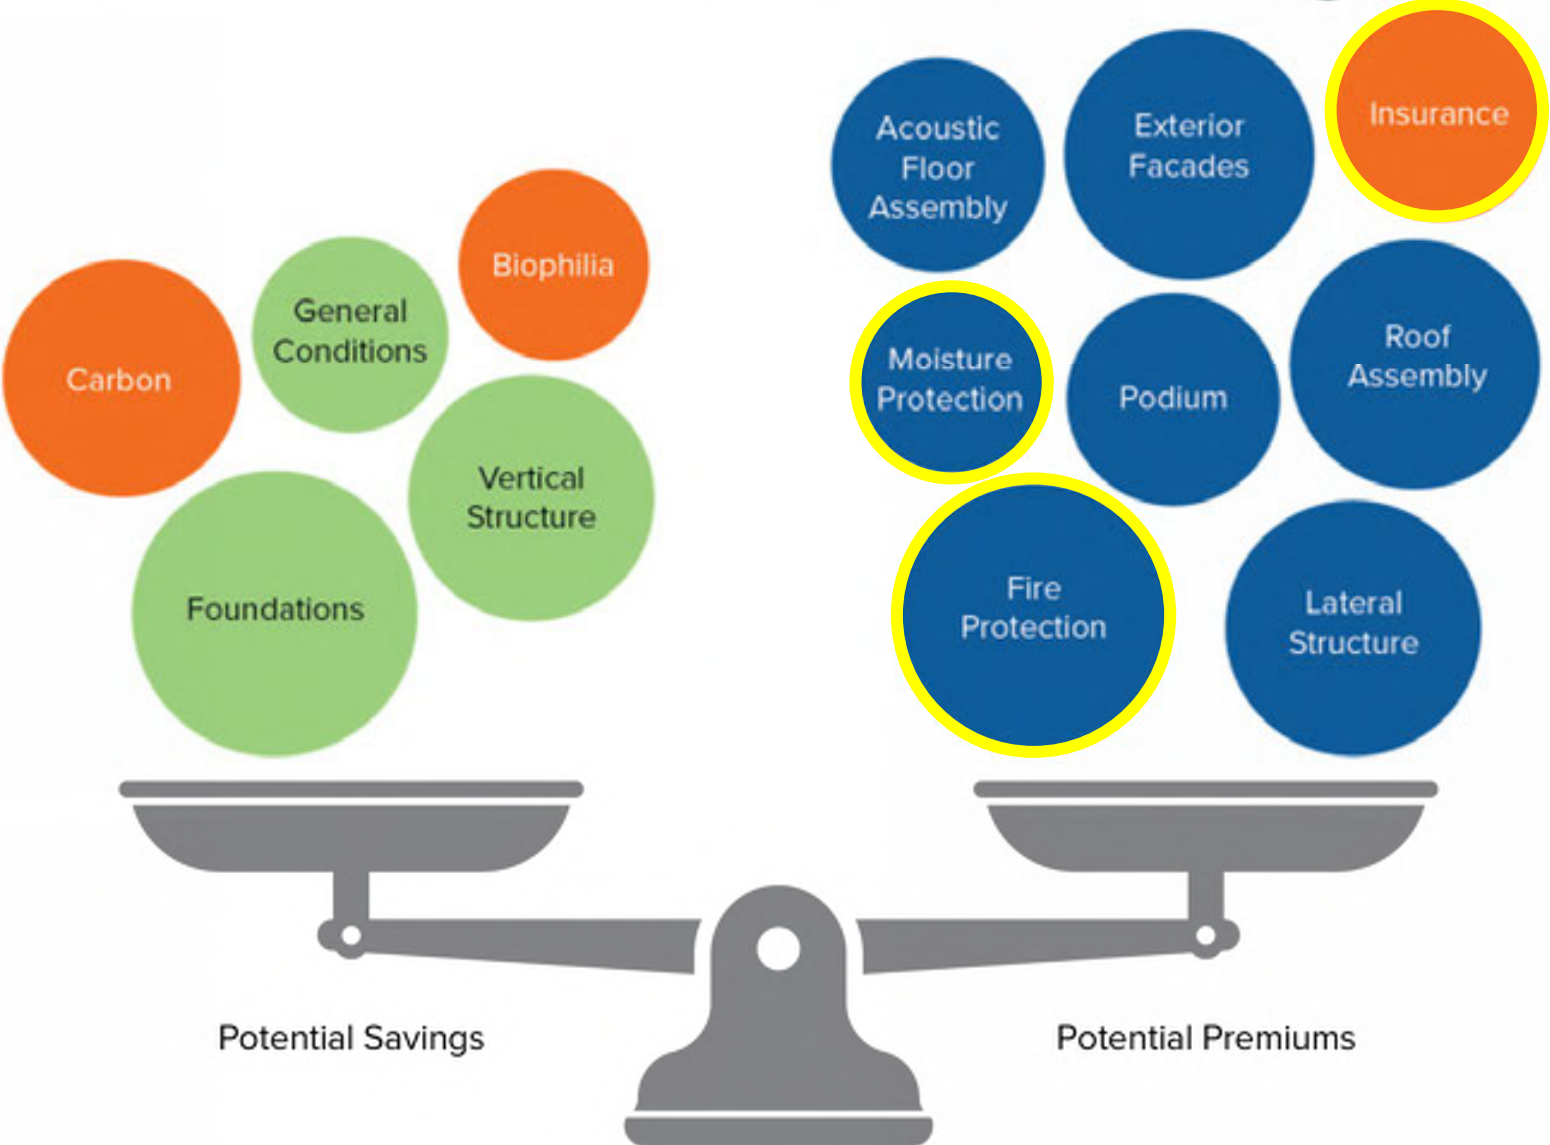 Carbon
General
Conditions
Biophilia
Vertical
Structure
Foundations
Acoustic
Floor
Assembly
Exterior
Facades
Insurance
Moisture
Protection
Podium
Roof
Assembly
Fire
Protection
Lateral
Structure
Potential Savings
Potential Premiums